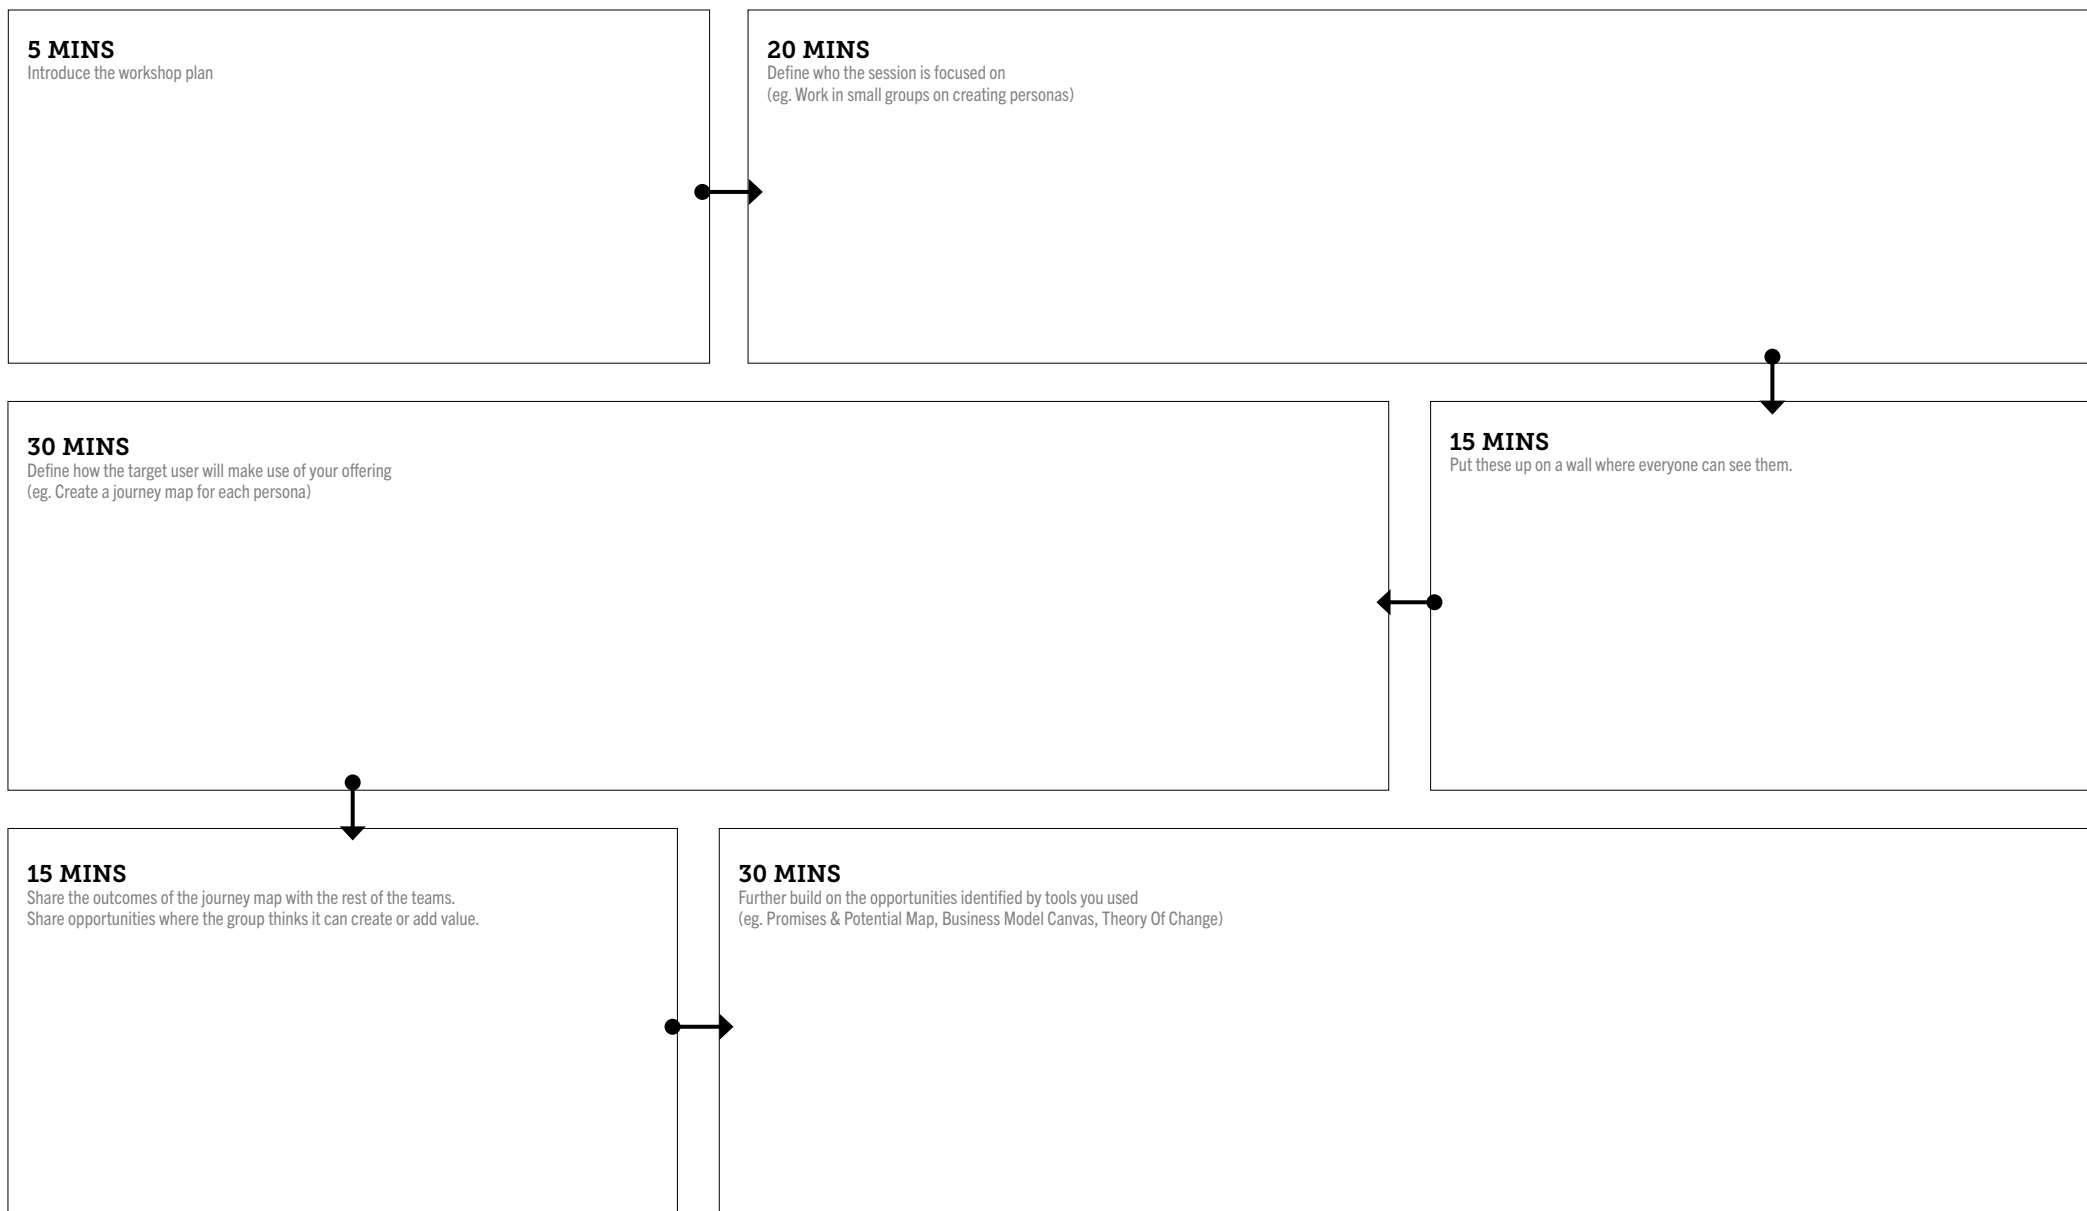 5 MINS
Introduce the workshop plan
20 MINS
Define who the session is focused on
(eg. Work in small groups on creating personas)
15 MINS
Put these up on a wall where everyone can see them.
30 MINS
Define how the target user will make use of your offering
(eg. Create a journey map for each persona)
15 MINS
Share the outcomes of the journey map with the rest of the teams.
Share opportunities where the group thinks it can create or add value.
30 MINS
Further build on the opportunities identified by tools you used
(eg. Promises & Potential Map, Business Model Canvas, Theory Of Change)